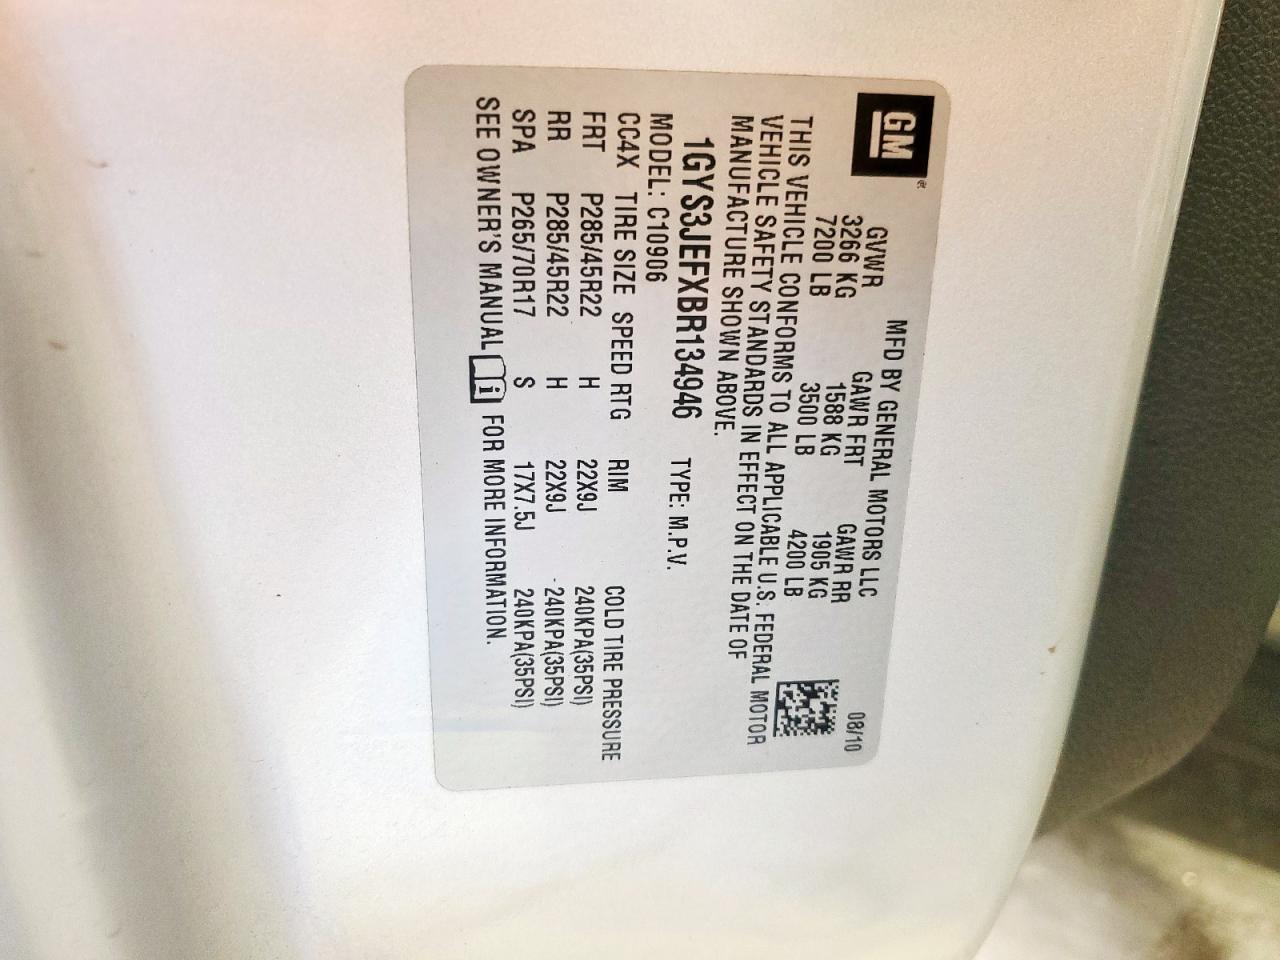 GM®
MFD BY GENERAL MOTORS LLC 08/10
GVWR GAWR FRT GAWR RR
3266 KG 1588 KG 1905 KG
7200 LB 3500 LB 4200 LB
THIS VEHICLE CONFORMS TO ALL APPLICABLE U.S. FEDERAL MOTOR
VEHICLE SAFETY STANDARDS IN EFFECT ON THE DATE OF
MANUFACTURE SHOWN ABOVE.
1GYS3JEFXBR134946 TYPE: M.P.V.
MODEL: C10906
CC4X TIRE SIZE SPEED RTG RIM COLD TIRE PRESSURE
FRT P285/45R22 H 22X9J 240KPA(35PSI)
RR P285/45R22 H 22X9J 240KPA(35PSI)
SPA P265/70R17 S 17X7.5J 240KPA(35PSI)
SEE OWNER'S MANUAL i FOR MORE INFORMATION.